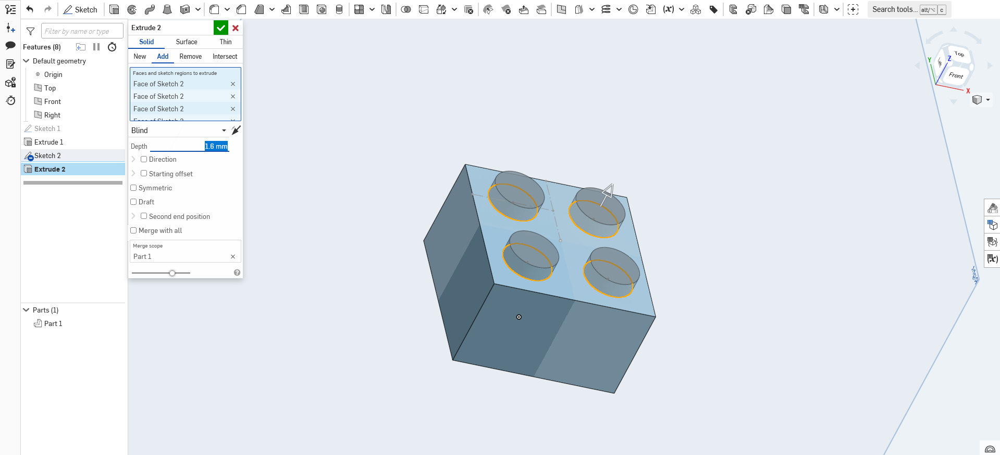 Sketch
Search tools... alt/⌥ c
Filter by name or type
Features (8)
Default geometry
Origin
Top
Front
Right
Sketch 1
Extrude 1
Sketch 2
Extrude 2
Parts (1)
Part 1
Extrude 2
Solid Surface Thin
New Add Remove Intersect
Faces and sketch regions to extrude
Face of Sketch 2
Face of Sketch 2
Face of Sketch 2
Face of Sketch 2
Blind
Depth 1.6 mm
Direction
Starting offset
Symmetric
Draft
Second end position
Merge with all
Merge scope
Part 1
Top
Front
Z
Y
X
(x)
(x)